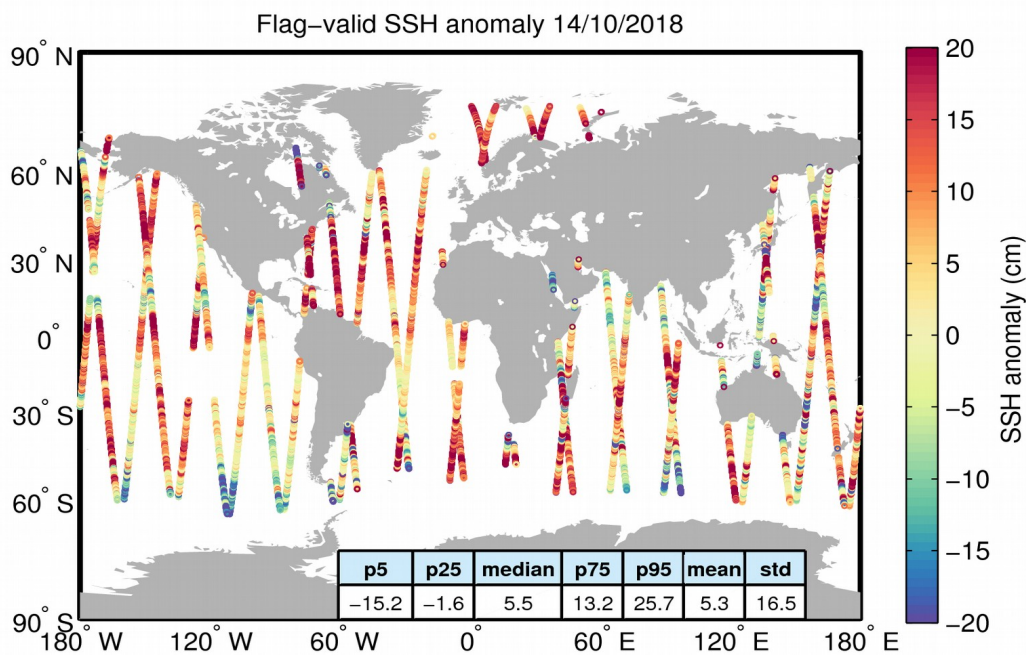 Flag−valid SSH anomaly 14/10/2018
90° N
60° N
30° N
0°
30° S
60° S
90° S
180° W 120° W 60° W 0° 60° E 120° E 180° E
p5 p25 median p75 p95 mean std
−15.2 −1.6 5.5 13.2 25.7 5.3 16.5
20
15
10
5
0
−5
−10
−15
−20
SSH anomaly (cm)